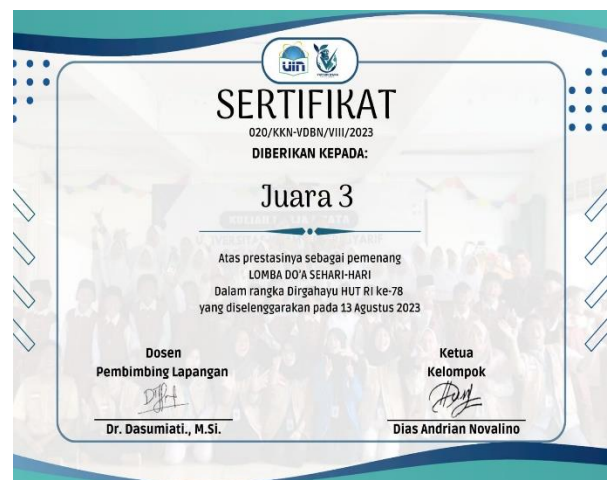 uin
SERTIFIKAT
020/KKN-VDBN/VIII/2023
DIBERIKAN KEPADA:
Juara 3
Atas prestasinya sebagai pemenang
LOMBA DO'A SEHARI-HARI
Dalam rangka Dirgahayu HUT RI ke-78
yang diselenggarakan pada 13 Agustus 2023
Dosen
Pembimbing Lapangan
Dr. Dasumiati., M.Si.
Ketua
Kelompok
Dias Andrian Novalino